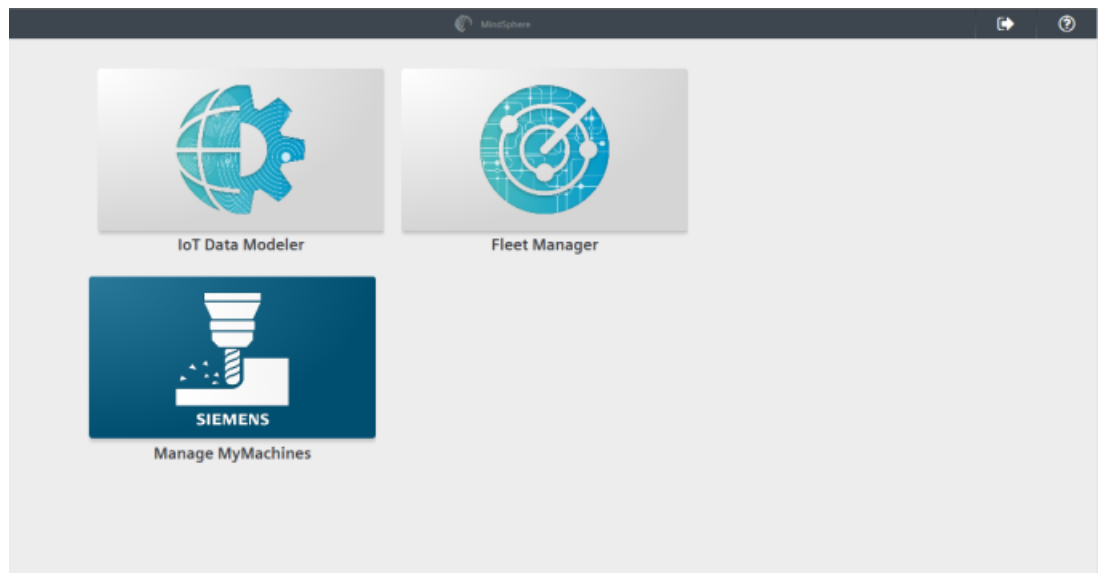 MindSphere
IoT Data Modeler
Fleet Manager
SIEMENS
Manage MyMachines